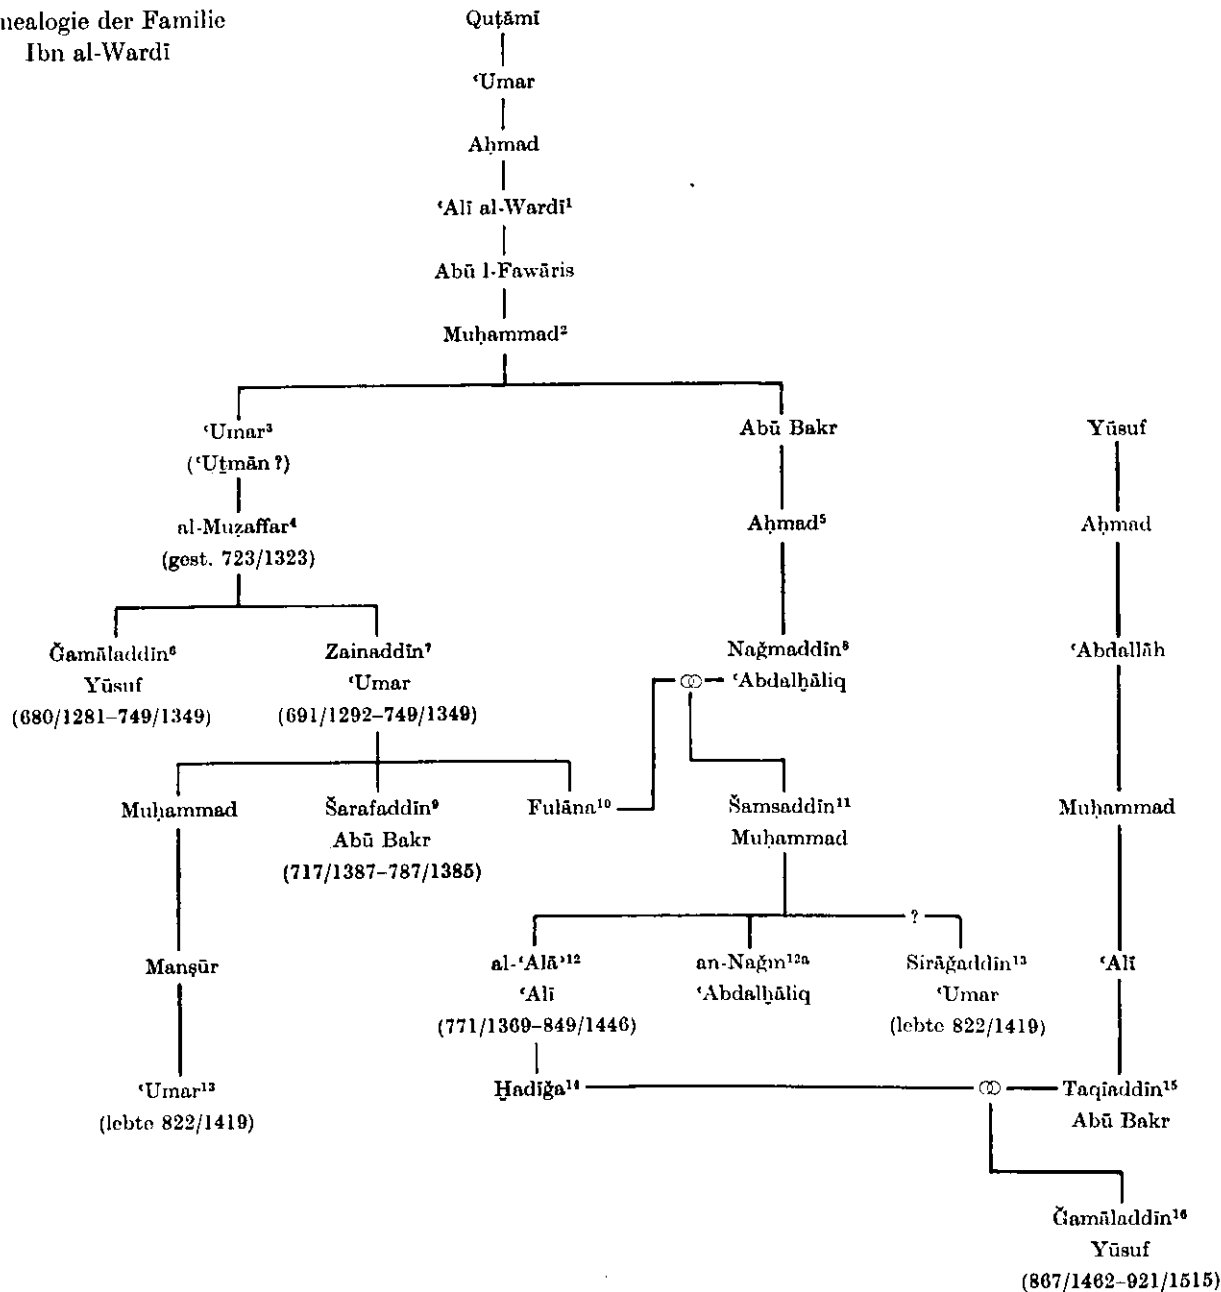 nealogie der Familie
Ibn al-Wardī
Quṭāmī
ʿUmar
Aḥmad
ʿAlī al-Wardī¹
Abū l-Fawāris
Muḥammad²
ʿUmar³
(ʿUṯmān ?)
Abū Bakr
Yūsuf
al-Muẓaffar⁴
(gest. 723/1323)
Aḥmad⁵
Aḥmad
Ǧamāladdīn⁶
Yūsuf
(680/1281–749/1349)
Zainaddīn⁷
ʿUmar
(691/1292–749/1349)
Naǧmaddīn⁸
ʿAbdalḫāliq
ʿAbdallāh
Muḥammad
Šarafaddīn⁹
Abū Bakr
(717/1387–787/1385)
Fulāna¹⁰
Šamsaddīn¹¹
Muḥammad
Muḥammad
?
Manṣūr
al-ʿAlāʾ¹²
ʿAlī
(771/1369–849/1446)
an-Naǧm¹²ᵃ
ʿAbdalḫāliq
Sirāǧaddīn¹³
ʿUmar
(lebte 822/1419)
ʿAlī
ʿUmar¹³
(lebte 822/1419)
Ḫadīǧa¹⁴
Taqīaddīn¹⁵
Abū Bakr
Ǧamāladdīn¹⁶
Yūsuf
(867/1462–921/1515)